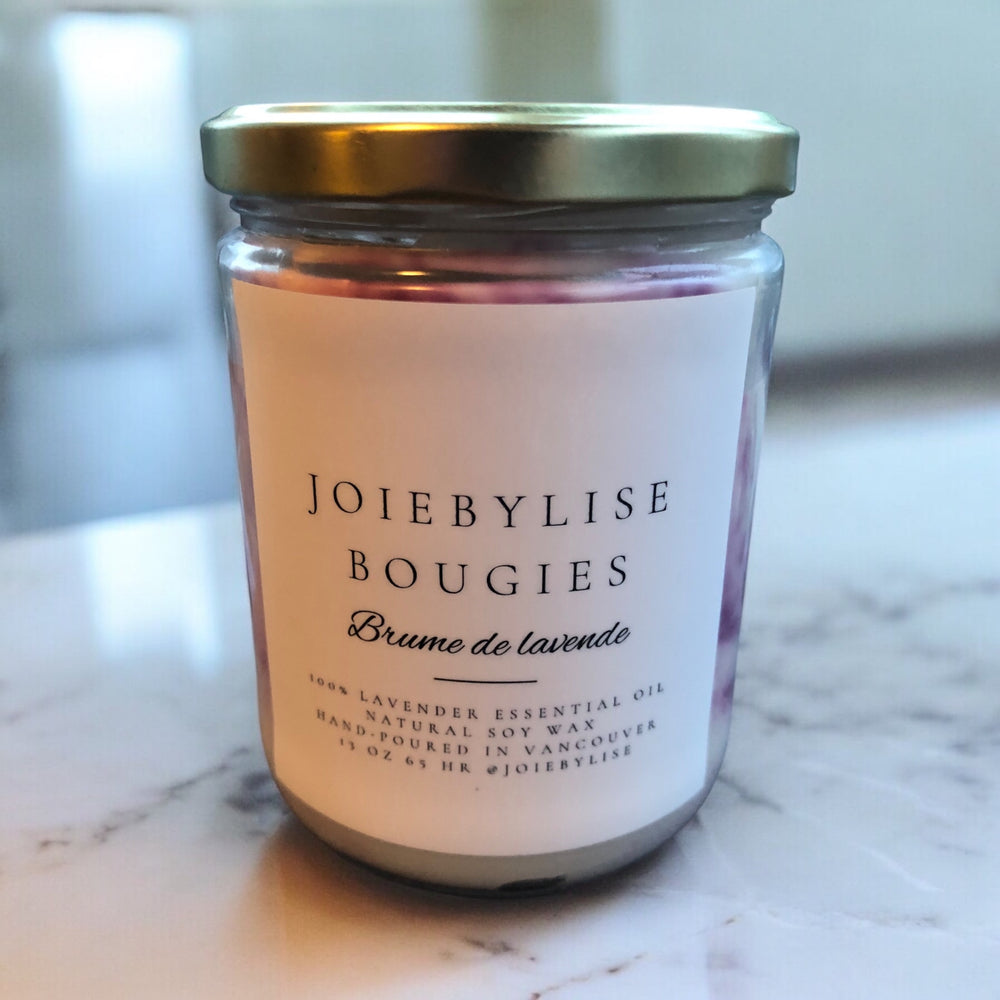 JOIEBYLISE
BOUGIES
Brume de lavende
100% LAVENDER ESSENTIAL OIL
NATURAL SOY WAX
HAND-POURED IN VANCOUVER
13 OZ 65 HR @JOIEBYLISE